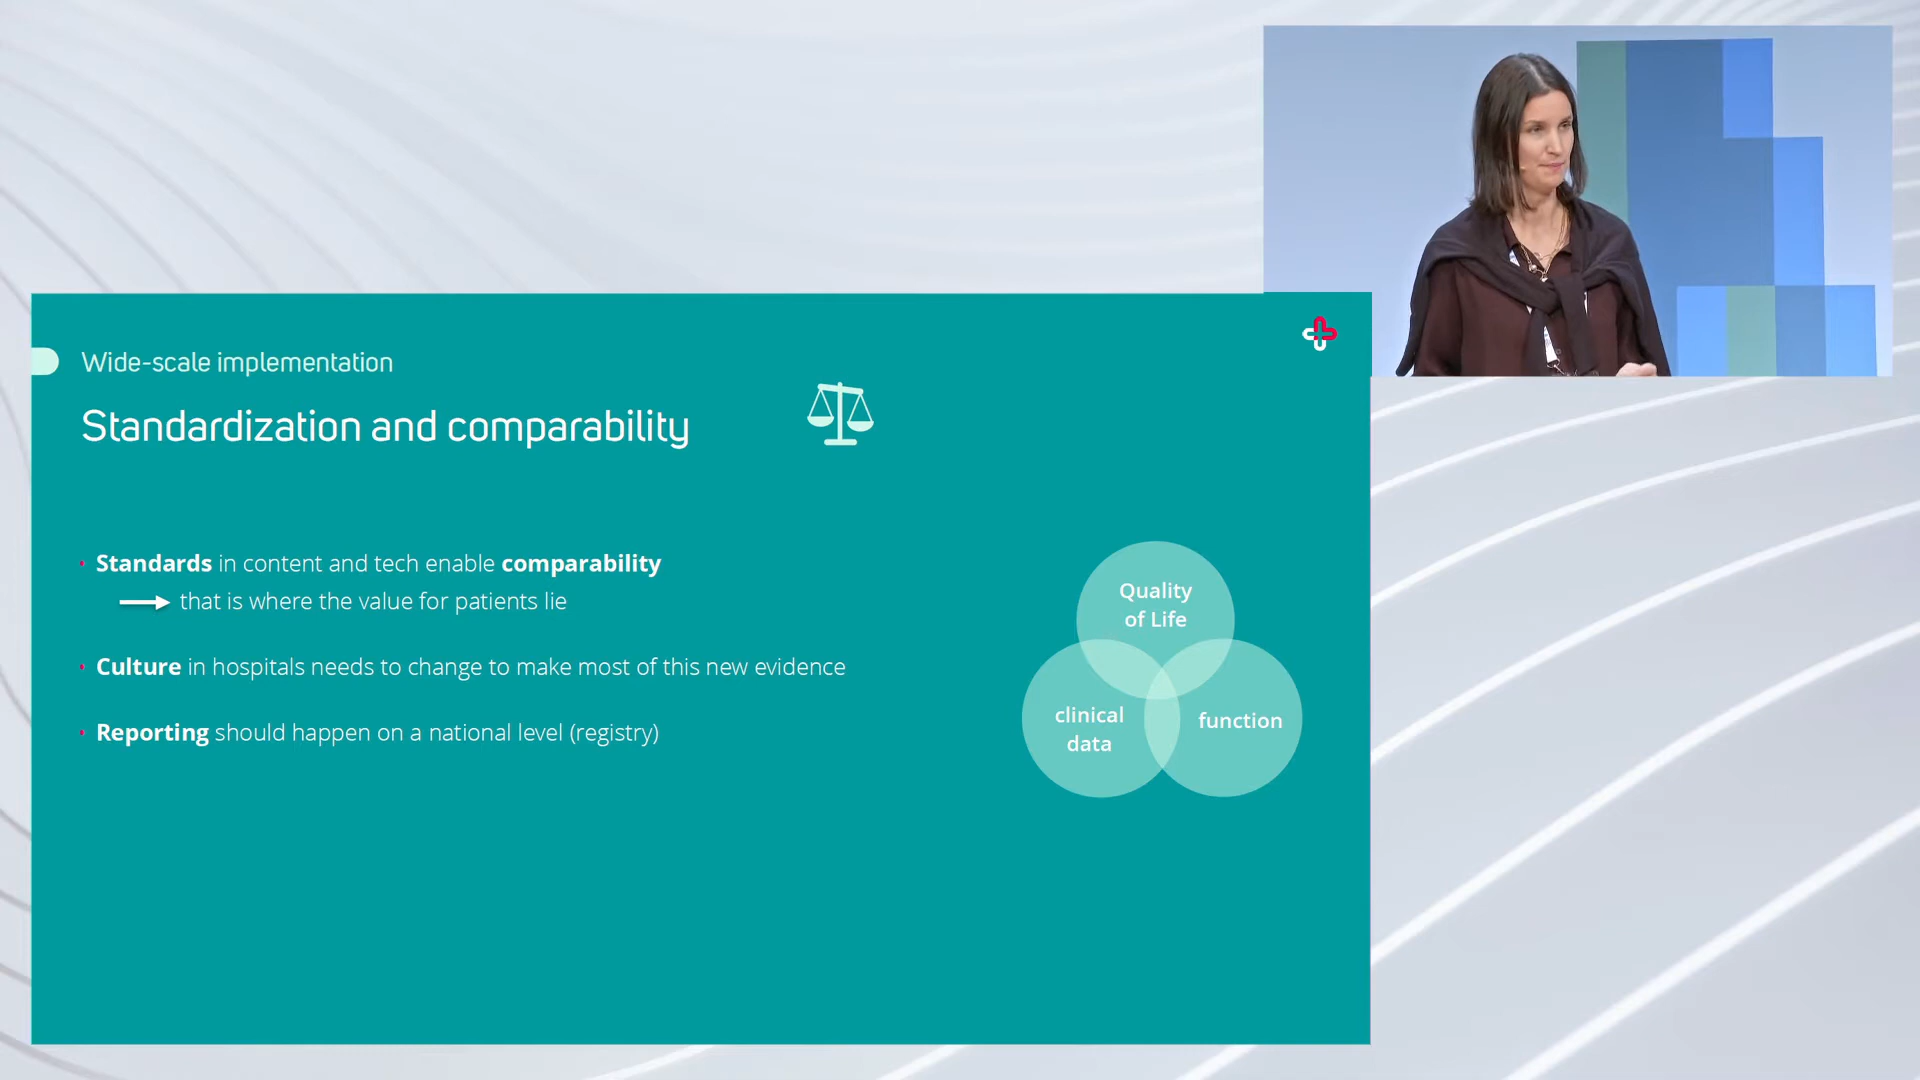 Wide-scale implementation
Standardization and comparability
Standards in content and tech enable comparability
that is where the value for patients lie
Culture in hospitals needs to change to make most of this new evidence
Reporting should happen on a national level (registry)
Quality
of Life
clinical
data
function